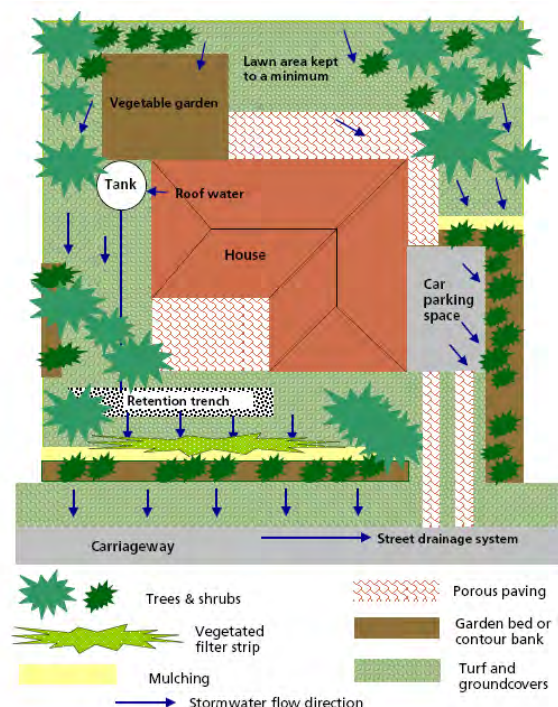 Lawn area kept
to a minimum
Vegetable garden
Tank
Roof water
House
Car
parking
space
Retention trench
Carriageway
Street drainage system
Trees & shrubs
Vegetated
filter strip
Mulching
Stormwater flow direction
Porous paving
Garden bed or
contour bank
Turf and
groundcovers